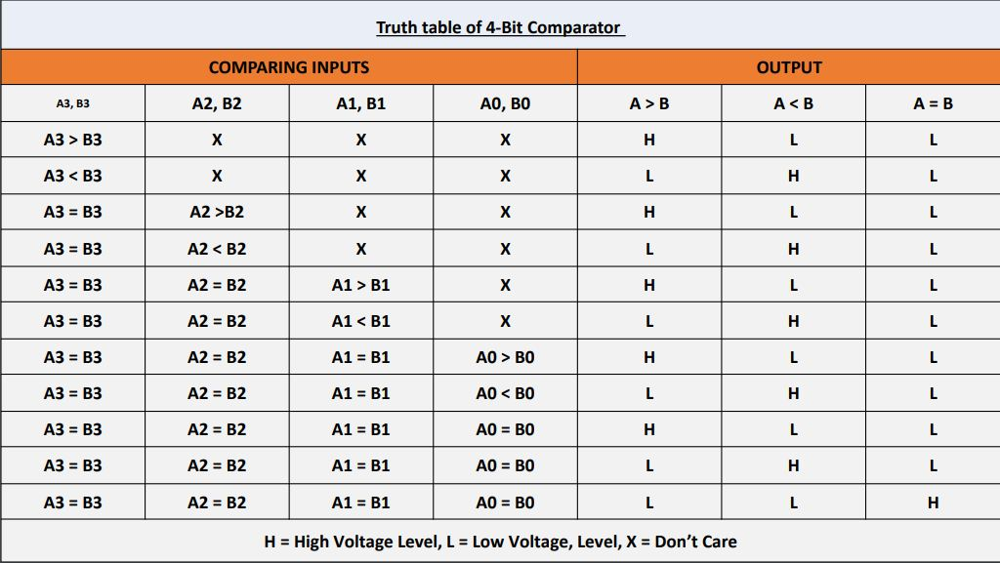 Truth table of 4-Bit Comparator
COMPARING INPUTS OUTPUT
A3, B3 A2, B2 A1, B1 A0, B0 A > B A < B A = B
A3 > B3 X X X H L L
A3 < B3 X X X L H L
A3 = B3 A2 >B2 X X H L L
A3 = B3 A2 < B2 X X L H L
A3 = B3 A2 = B2 A1 > B1 X H L L
A3 = B3 A2 = B2 A1 < B1 X L H L
A3 = B3 A2 = B2 A1 = B1 A0 > B0 H L L
A3 = B3 A2 = B2 A1 = B1 A0 < B0 L H L
A3 = B3 A2 = B2 A1 = B1 A0 = B0 H L L
A3 = B3 A2 = B2 A1 = B1 A0 = B0 L H L
A3 = B3 A2 = B2 A1 = B1 A0 = B0 L L H
H = High Voltage Level, L = Low Voltage, Level, X = Don’t Care